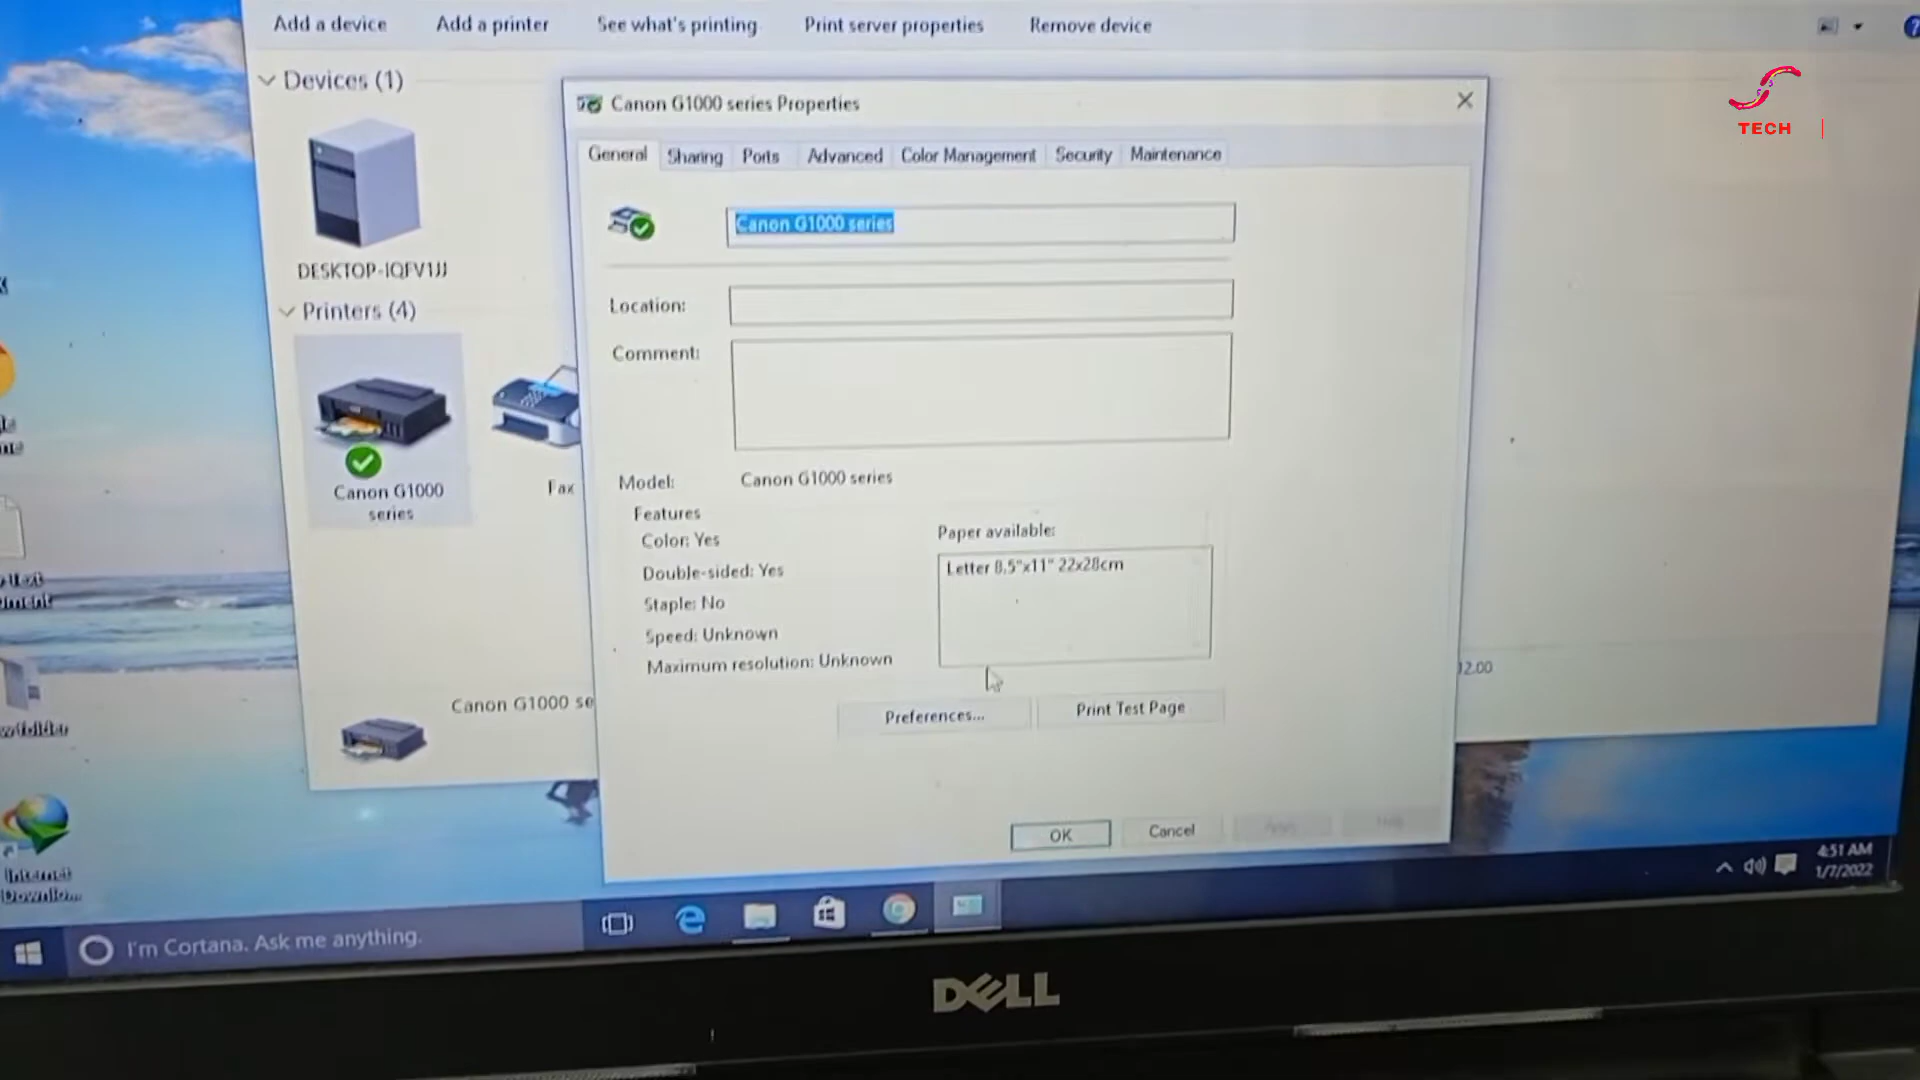 Add a device Add a printer See what's printing Print server properties Remove device
Devices (1)
DESKTOP-IQFV1JJ
Printers (4)
Canon G1000
series
Fax
Canon G1000 se
Canon G1000 series Properties
General Sharing Ports Advanced Color Management Security Maintenance
Canon G1000 series
Location:
Comment:
Model: Canon G1000 series
Features
Color: Yes
Double-sided: Yes
Staple: No
Speed: Unknown
Maximum resolution: Unknown
Paper available:
Letter 8.5"x11" 22x28cm
Preferences...
Print Test Page
OK
Cancel
12.00
TECH
Internet
Downlo...
I'm Cortana. Ask me anything.
4:51 AM
1/7/2022
DELL